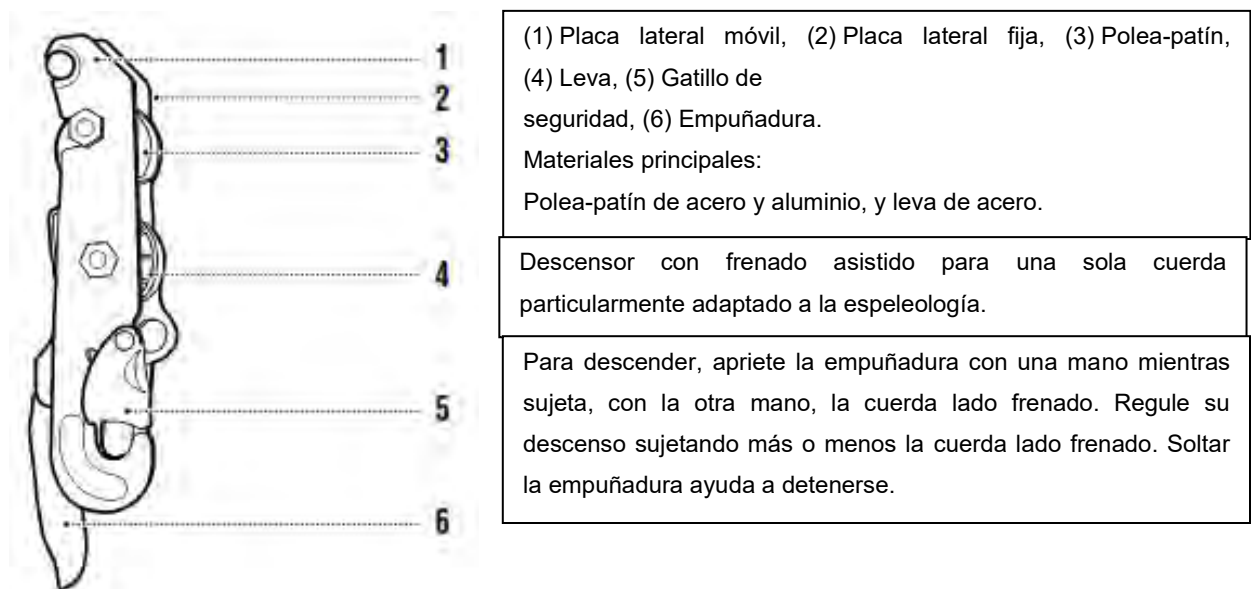 1
2
3
4
5
6
(1) Placa lateral móvil, (2) Placa lateral fija, (3) Polea-patín,
(4) Leva, (5) Gatillo de
seguridad, (6) Empuñadura.
Materiales principales:
Polea-patín de acero y aluminio, y leva de acero.
Descensor con frenado asistido para una sola cuerda
particularmente adaptado a la espeleología.
Para descender, apriete la empuñadura con una mano mientras
sujeta, con la otra mano, la cuerda lado frenado. Regule su
descenso sujetando más o menos la cuerda lado frenado. Soltar
la empuñadura ayuda a detenerse.